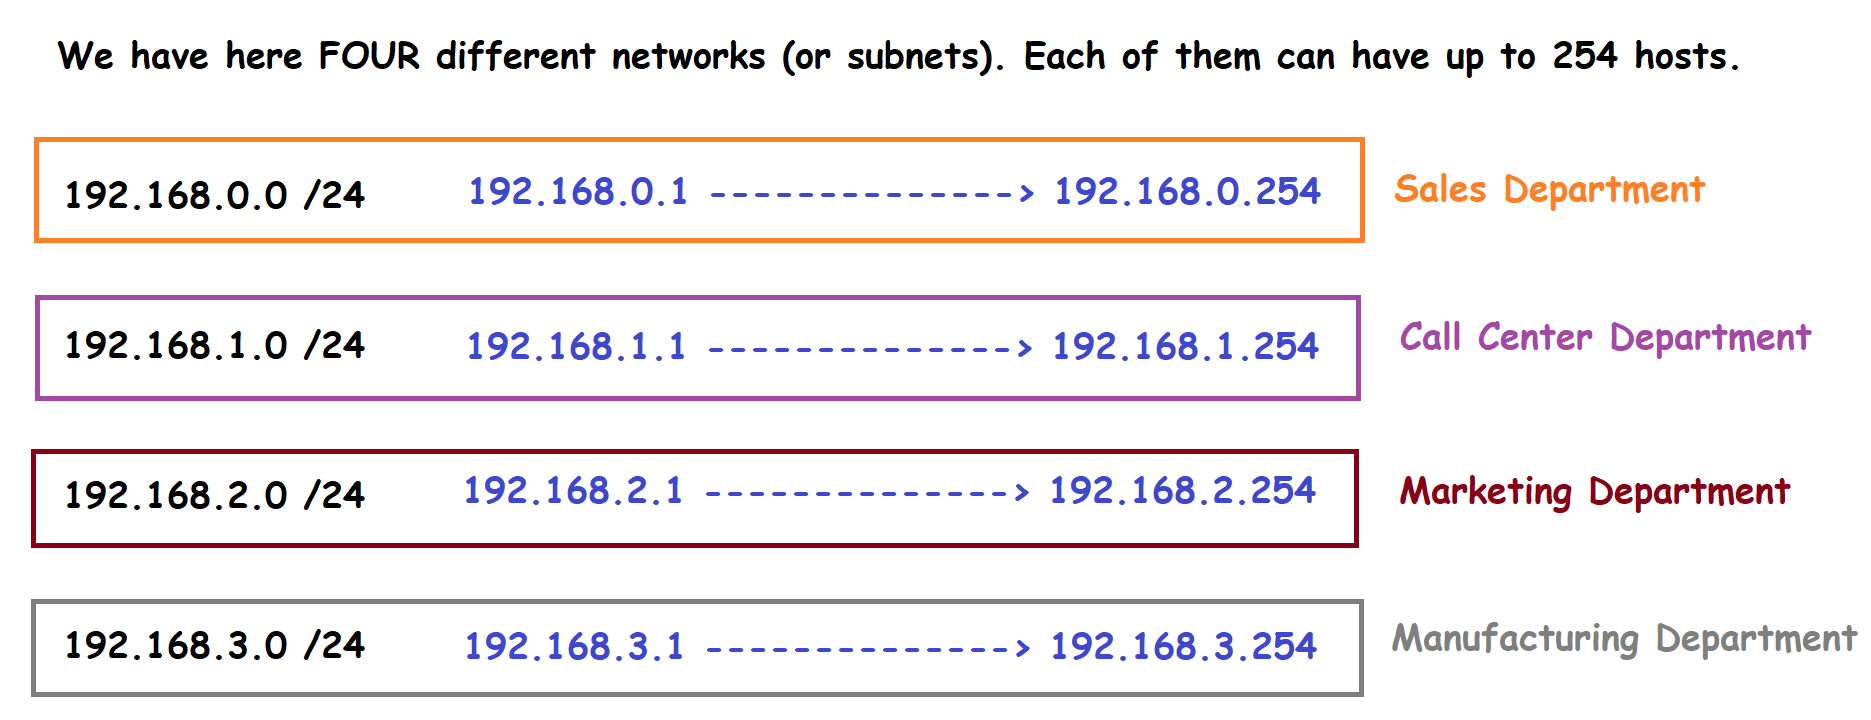 We have here FOUR different networks (or subnets). Each of them can have up to 254 hosts.
192.168.0.0 /24 192.168.0.1 --------------> 192.168.0.254 Sales Department
192.168.1.0 /24 192.168.1.1 --------------> 192.168.1.254 Call Center Department
192.168.2.0 /24 192.168.2.1 --------------> 192.168.2.254 Marketing Department
192.168.3.0 /24 192.168.3.1 --------------> 192.168.3.254 Manufacturing Department